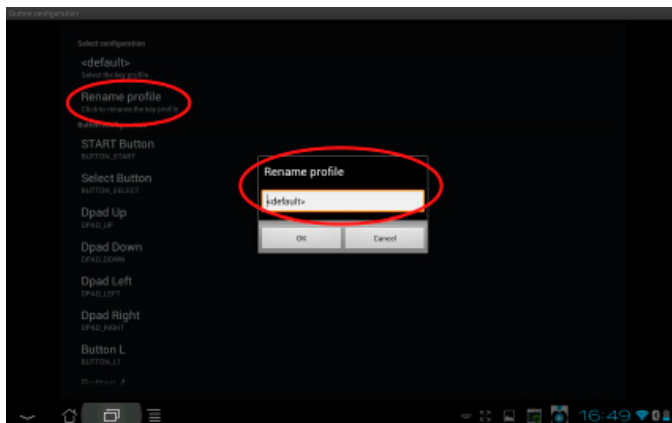 Button configuration
Select configuration
<default>
Select the key profile
Rename profile
Click to rename the key profile
START Button
BUTTON_START
Select Button
BUTTON_SELECT
Dpad Up
DPAD_UP
Dpad Down
DPAD_DOWN
Dpad Left
DPAD_LEFT
Dpad Right
DPAD_RIGHT
Button L
BUTTON_L1
Rename profile
<default>
OK
Cancel
16:49